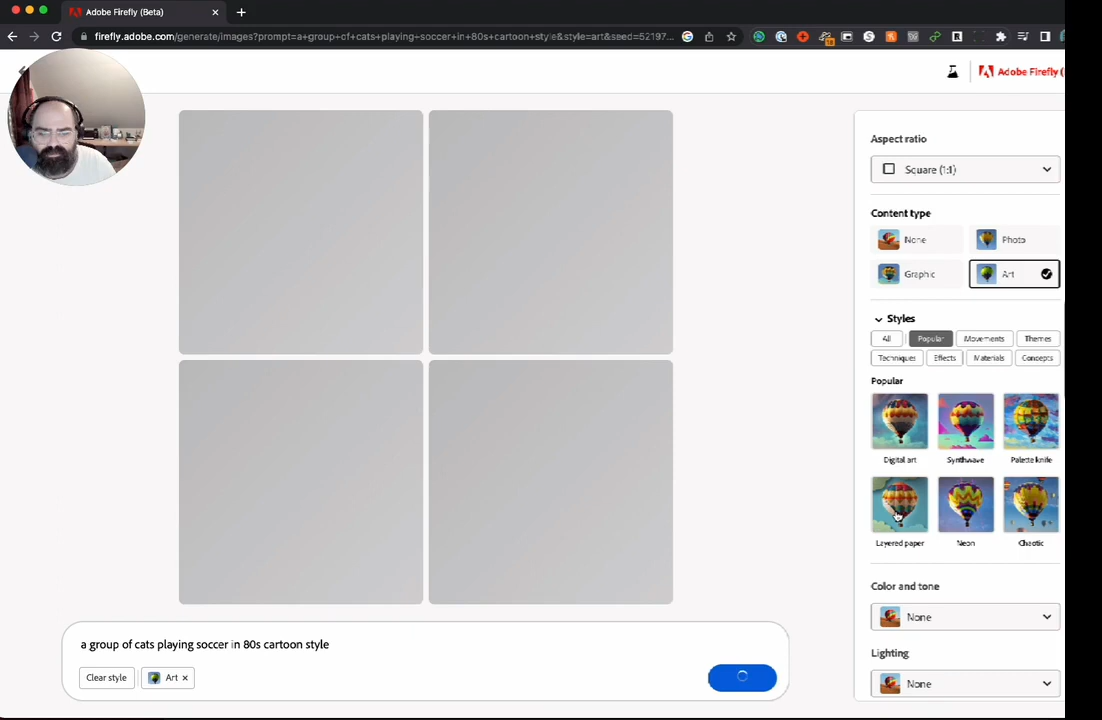 Adobe Firefly (Beta)
firefly.adobe.com/generate/images?prompt=a+group+of+cats+playing+soccer+in+80s+cartoon+style&style=art&seed=52197...
Adobe Firefly (
Aspect ratio
Square (1:1)
Content type
None
Photo
Graphic
Art
Styles
All
Popular
Movements
Themes
Techniques
Effects
Materials
Concepts
Popular
Digital art
Synthwave
Palette knife
Layered paper
Neon
Chaotic
Color and tone
None
Lighting
None
a group of cats playing soccer in 80s cartoon style
Clear style
Art